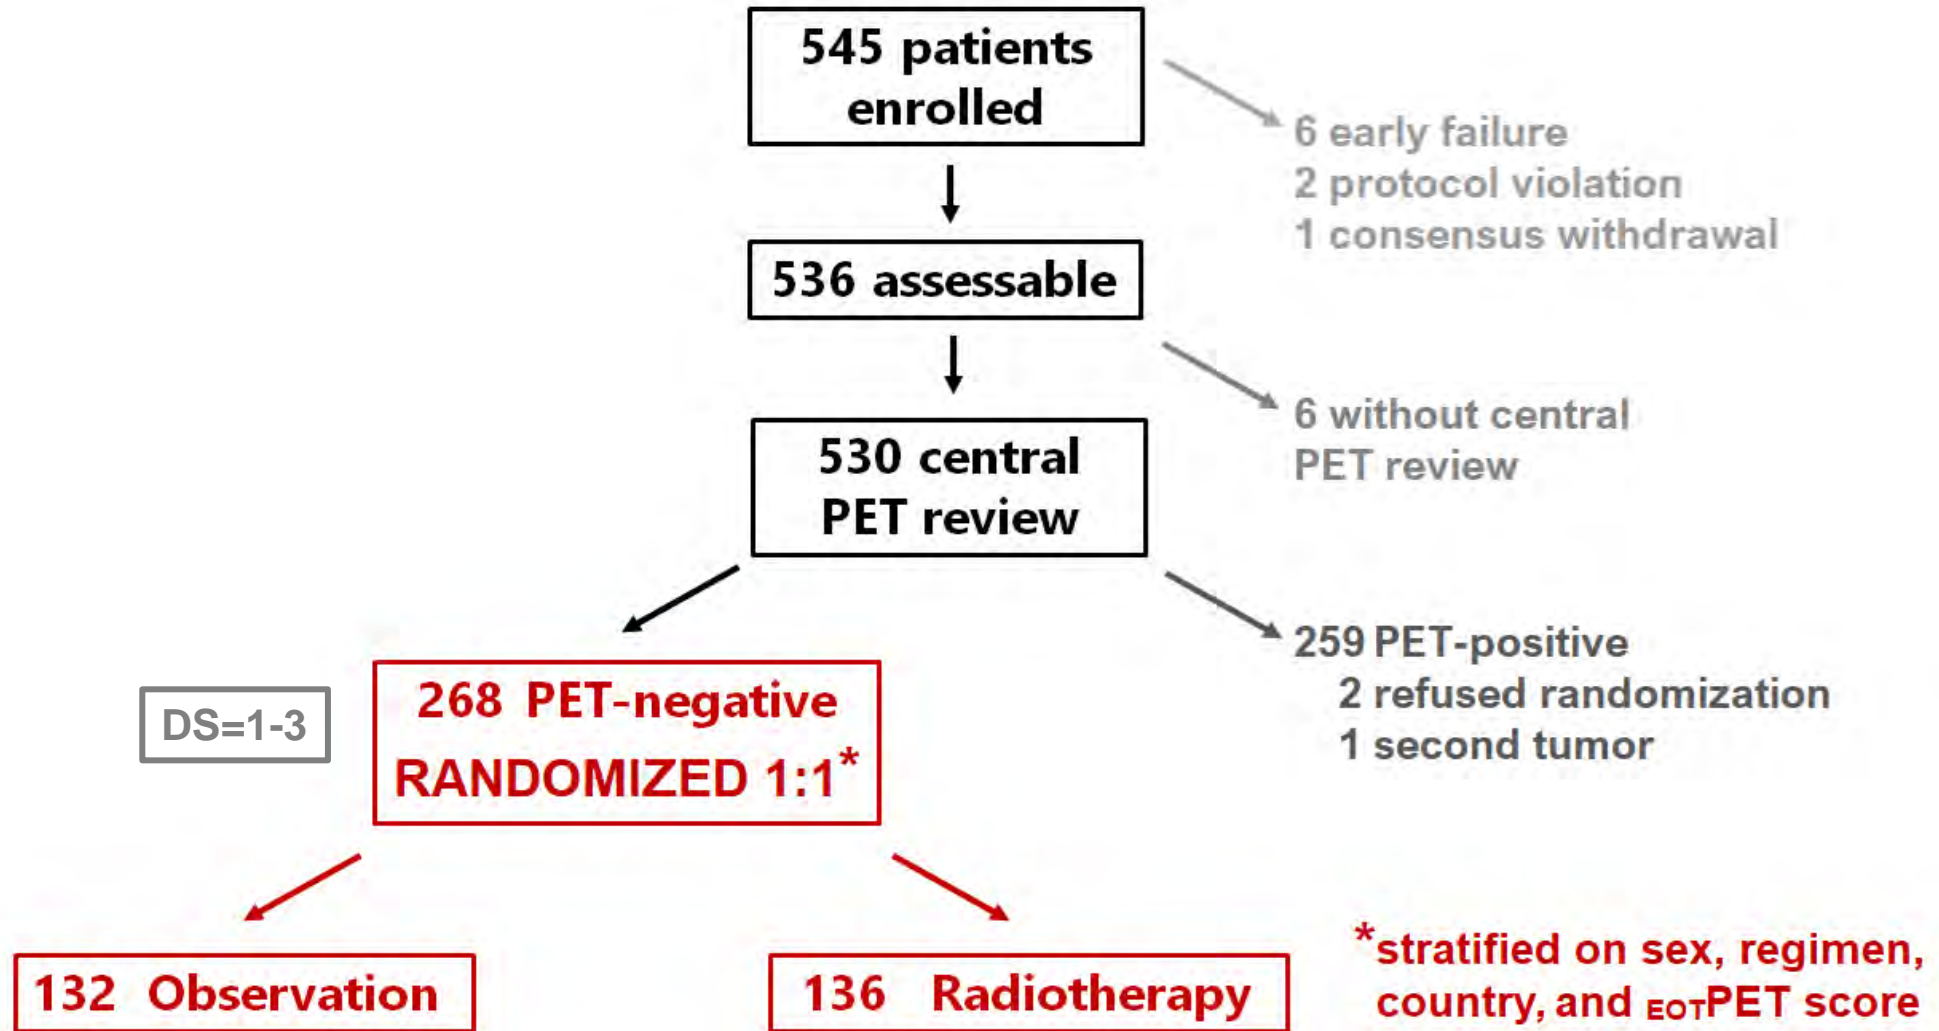 545 patients
enrolled
6 early failure
2 protocol violation
1 consensus withdrawal
536 assessable
6 without central
PET review
530 central
PET review
259 PET-positive
2 refused randomization
1 second tumor
DS=1-3
268 PET-negative
RANDOMIZED 1:1*
132 Observation
136 Radiotherapy
*stratified on sex, regimen,
country, and EOTPET score